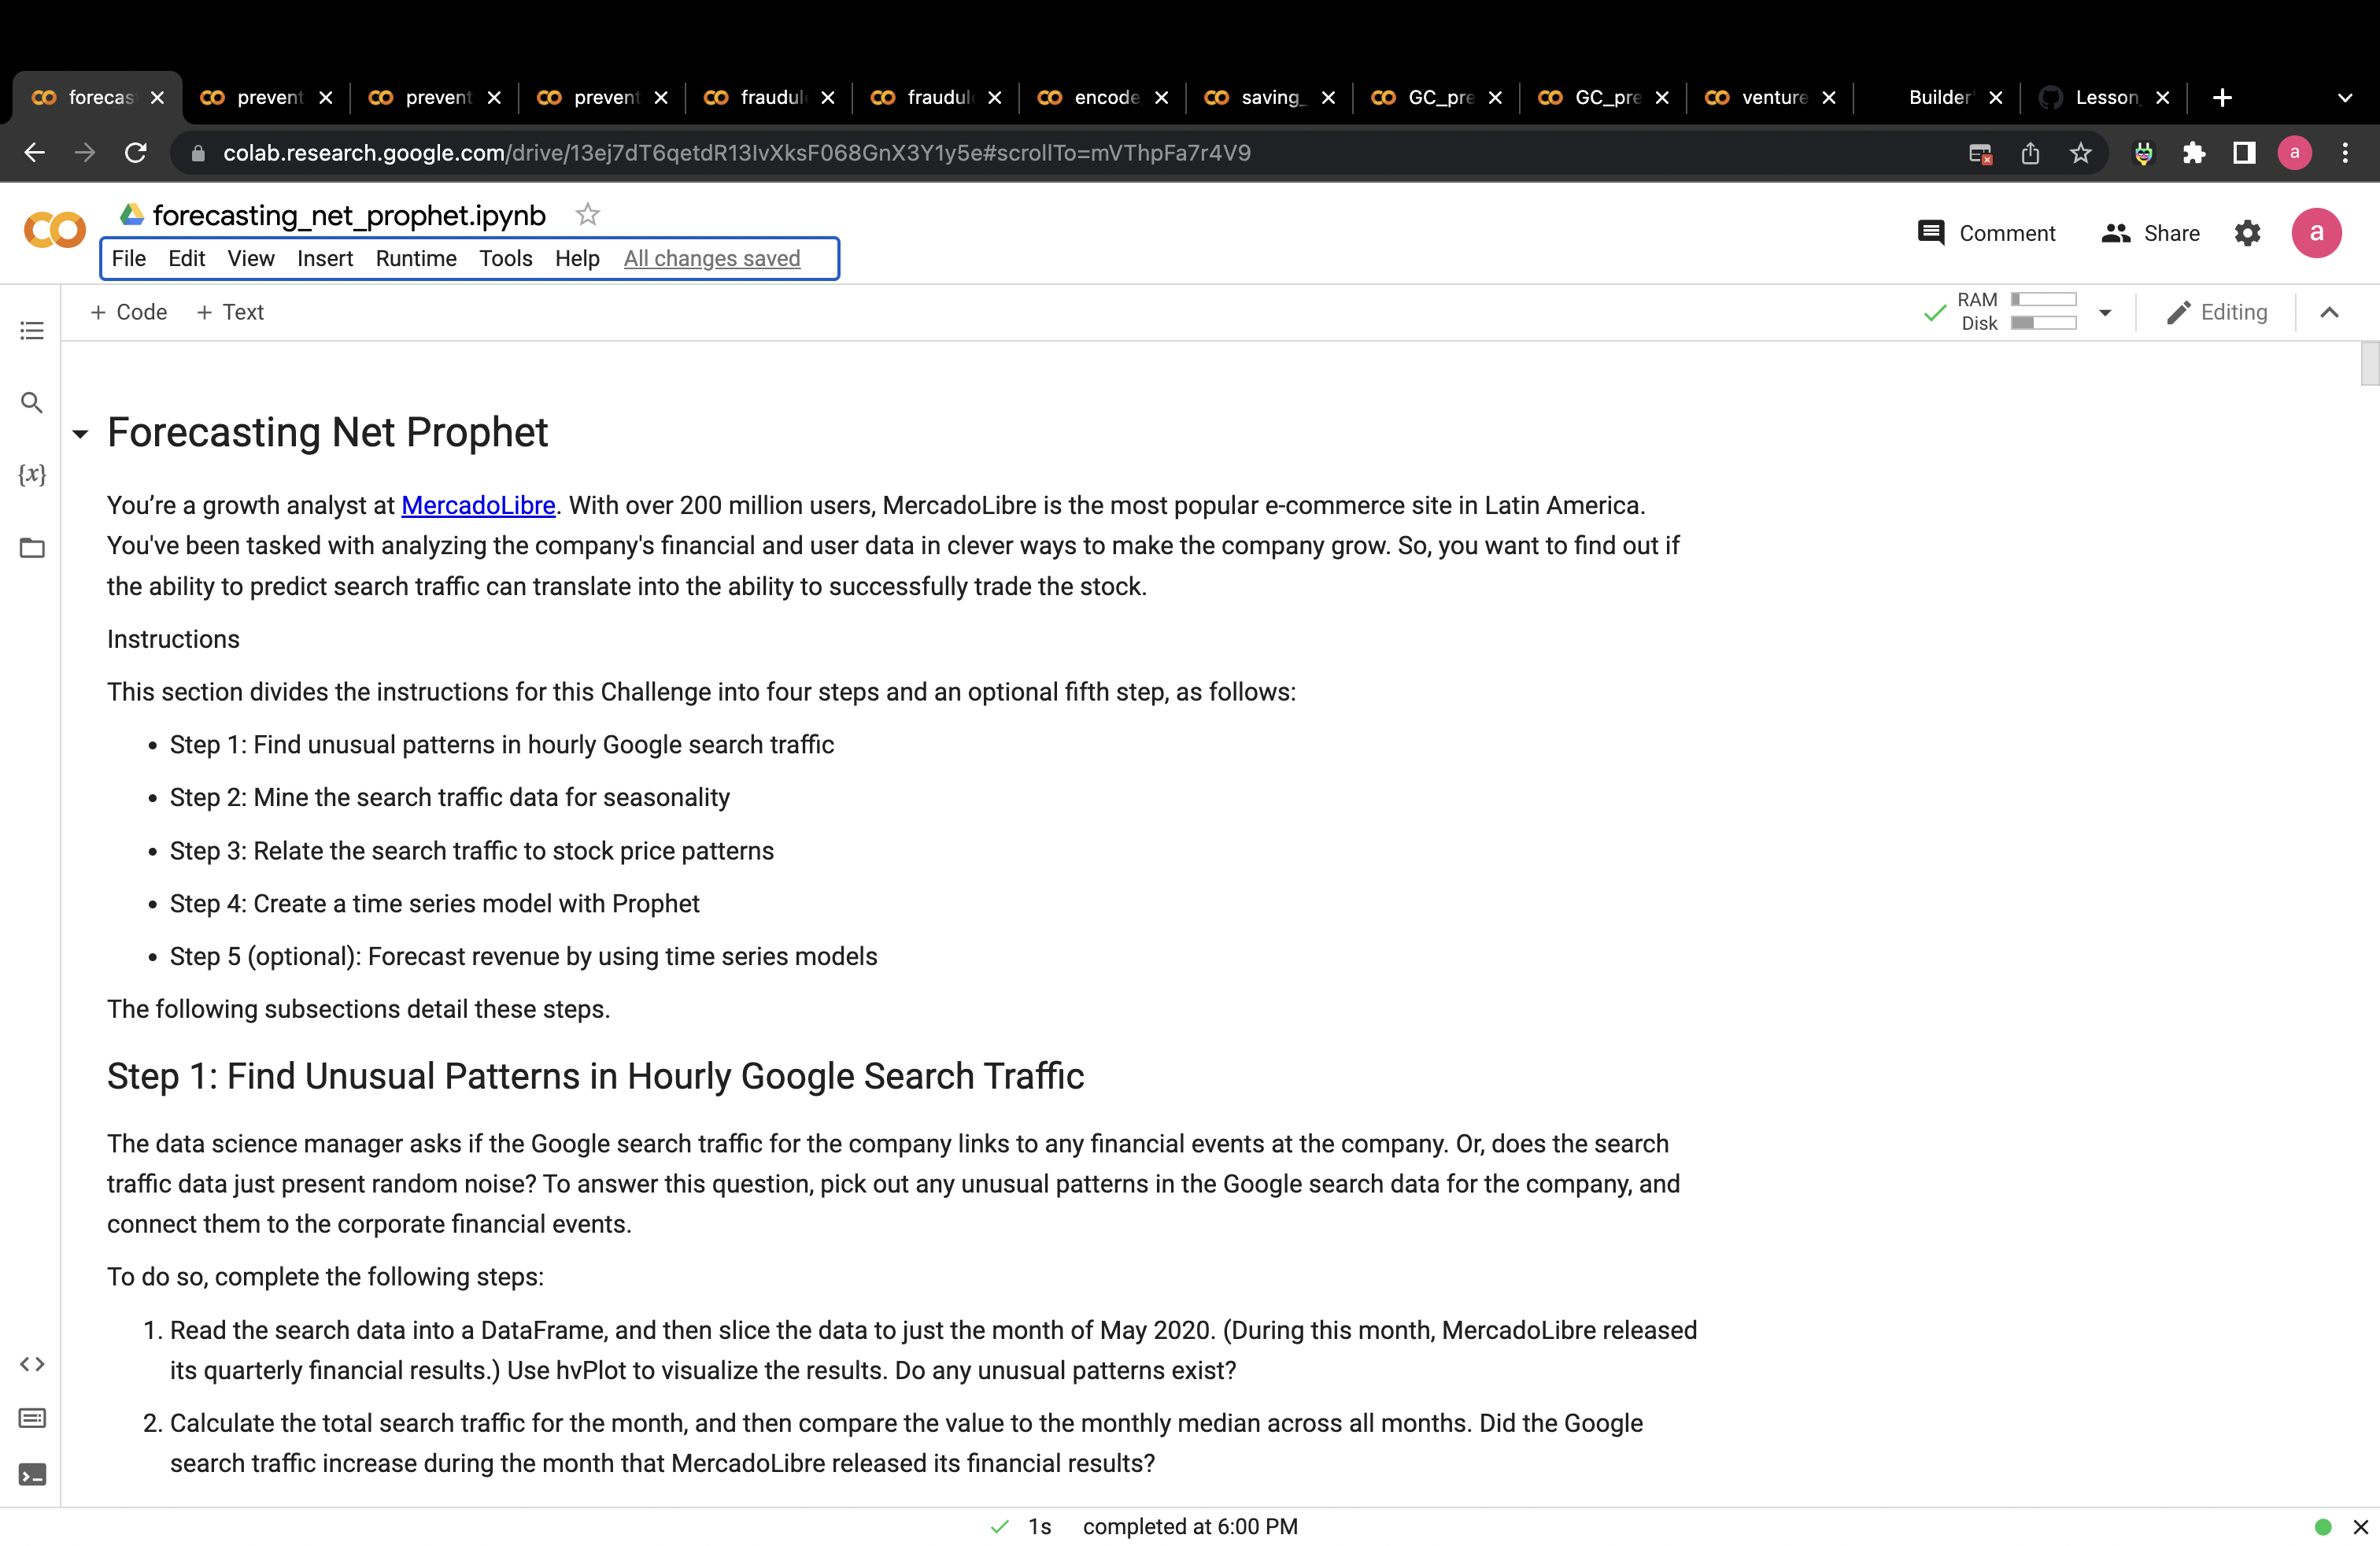 forecas
prevent
prevent
prevent
fraudul
fraudul
encode
saving_
GC_pre
GC_pre
venture
Builder'
Lesson_
colab.research.google.com/drive/13ej7dT6qetdR13IvXksF068GnX3Y1y5e#scrollTo=mVThpFa7r4V9
a
CO forecasting_net_prophet.ipynb
File Edit View Insert Runtime Tools Help All changes saved
Comment Share a
+ Code + Text
RAM
Disk
Editing
{x}
Forecasting Net Prophet
You’re a growth analyst at MercadoLibre. With over 200 million users, MercadoLibre is the most popular e-commerce site in Latin America.
You've been tasked with analyzing the company's financial and user data in clever ways to make the company grow. So, you want to find out if
the ability to predict search traffic can translate into the ability to successfully trade the stock.
Instructions
This section divides the instructions for this Challenge into four steps and an optional fifth step, as follows:
• Step 1: Find unusual patterns in hourly Google search traffic
• Step 2: Mine the search traffic data for seasonality
• Step 3: Relate the search traffic to stock price patterns
• Step 4: Create a time series model with Prophet
• Step 5 (optional): Forecast revenue by using time series models
The following subsections detail these steps.
Step 1: Find Unusual Patterns in Hourly Google Search Traffic
The data science manager asks if the Google search traffic for the company links to any financial events at the company. Or, does the search
traffic data just present random noise? To answer this question, pick out any unusual patterns in the Google search data for the company, and
connect them to the corporate financial events.
To do so, complete the following steps:
1. Read the search data into a DataFrame, and then slice the data to just the month of May 2020. (During this month, MercadoLibre released
its quarterly financial results.) Use hvPlot to visualize the results. Do any unusual patterns exist?
2. Calculate the total search traffic for the month, and then compare the value to the monthly median across all months. Did the Google
search traffic increase during the month that MercadoLibre released its financial results?
1s completed at 6:00 PM